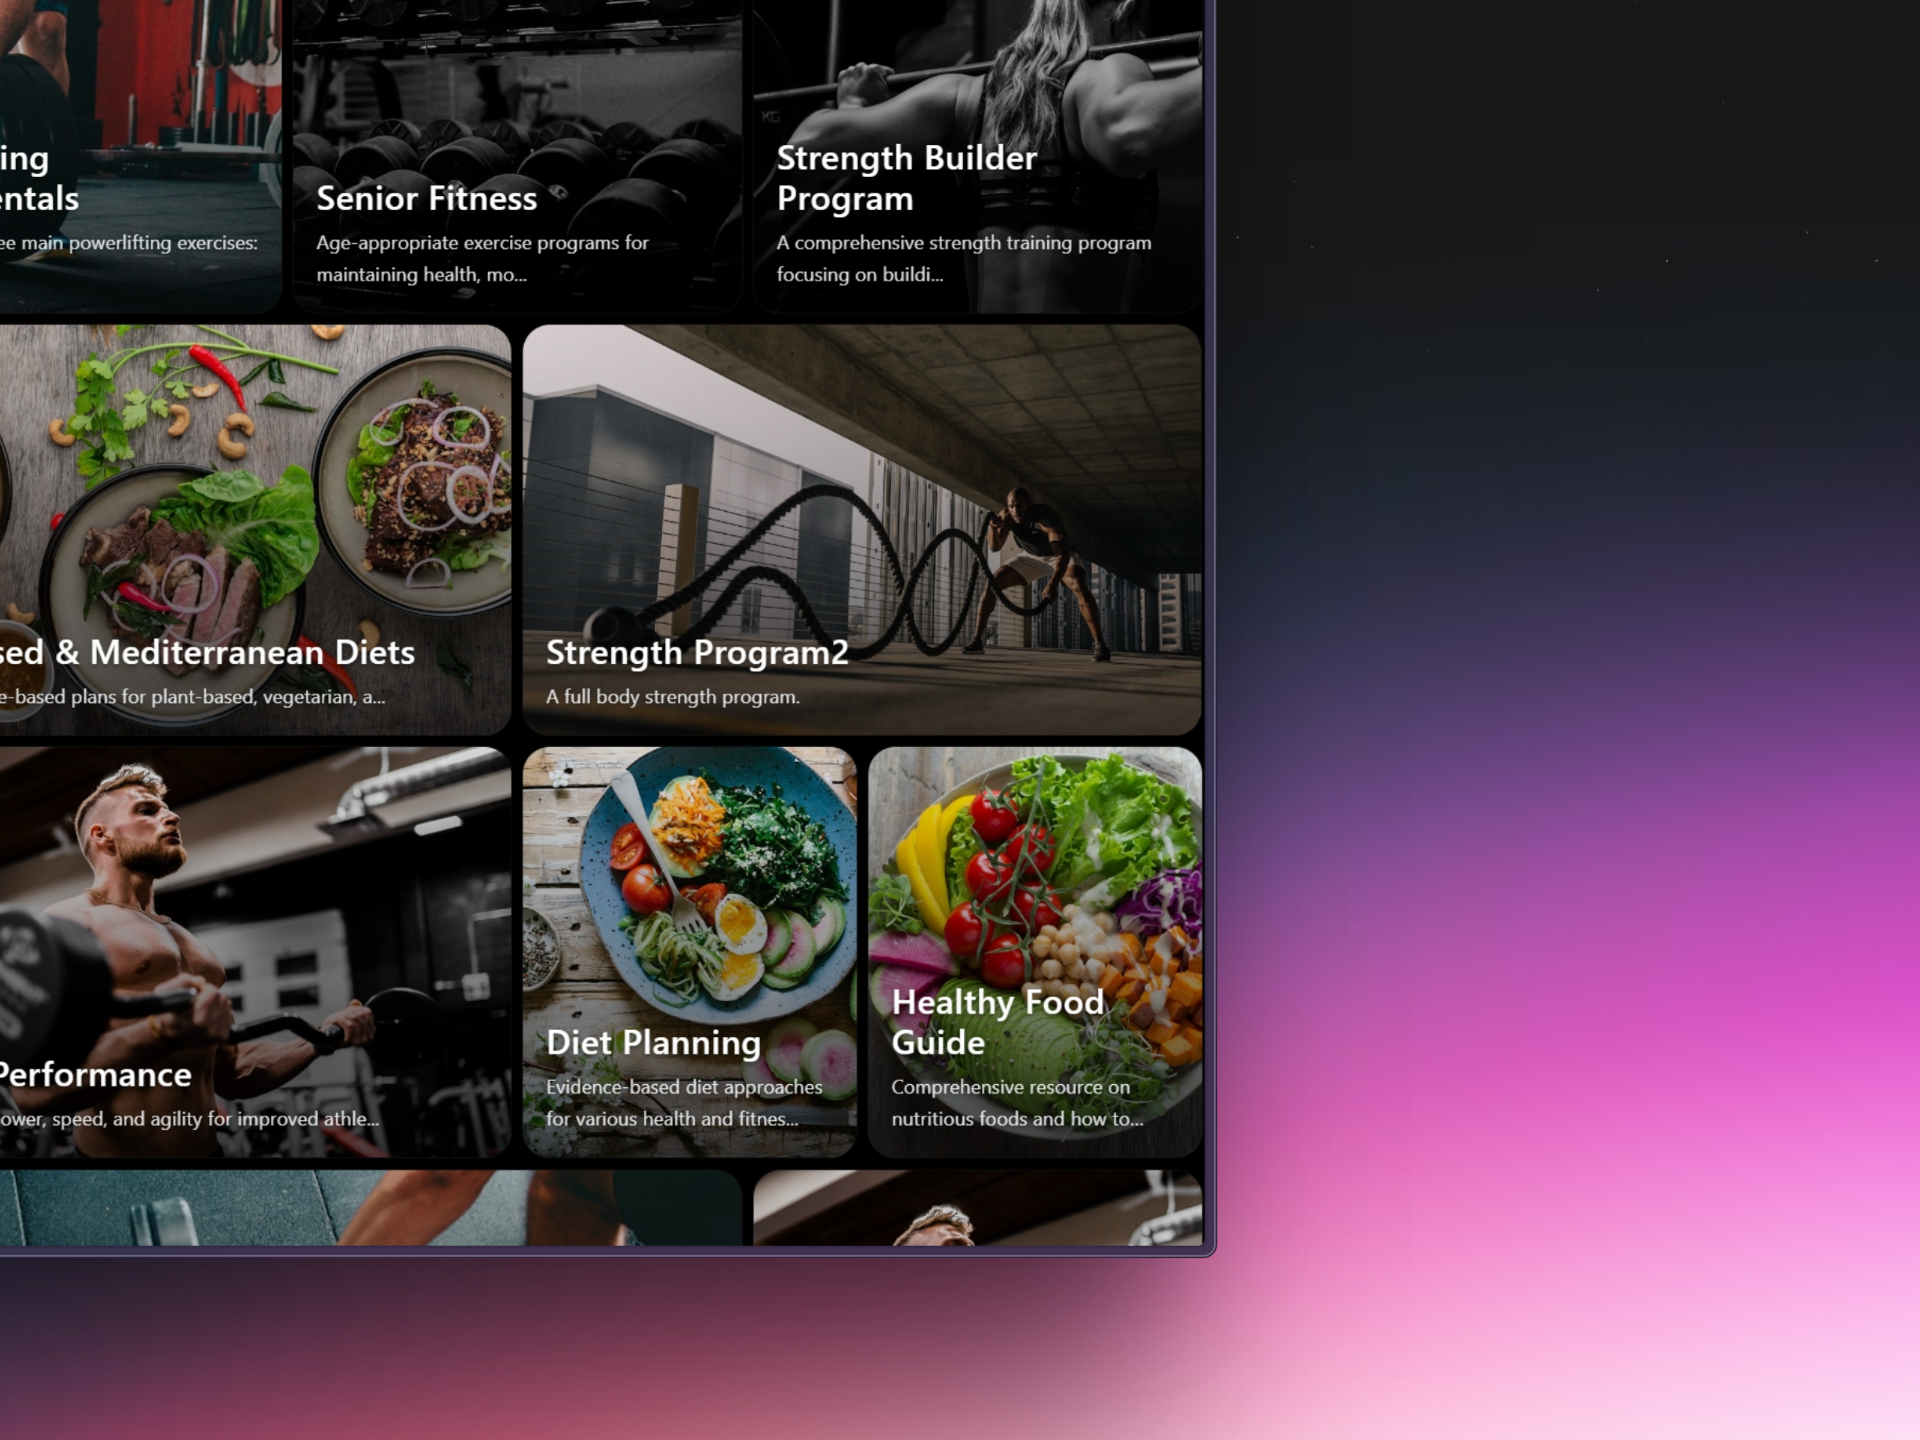 ing
entals
ee main powerlifting exercises:
Senior Fitness
Age-appropriate exercise programs for
maintaining health, mo...
KG
Strength Builder
Program
A comprehensive strength training program
focusing on buildi...
sed & Mediterranean Diets
e-based plans for plant-based, vegetarian, a...
Strength Program2
A full body strength program.
Performance
ower, speed, and agility for improved athle...
Diet Planning
Evidence-based diet approaches
for various health and fitnes...
Healthy Food
Guide
Comprehensive resource on
nutritious foods and how to...